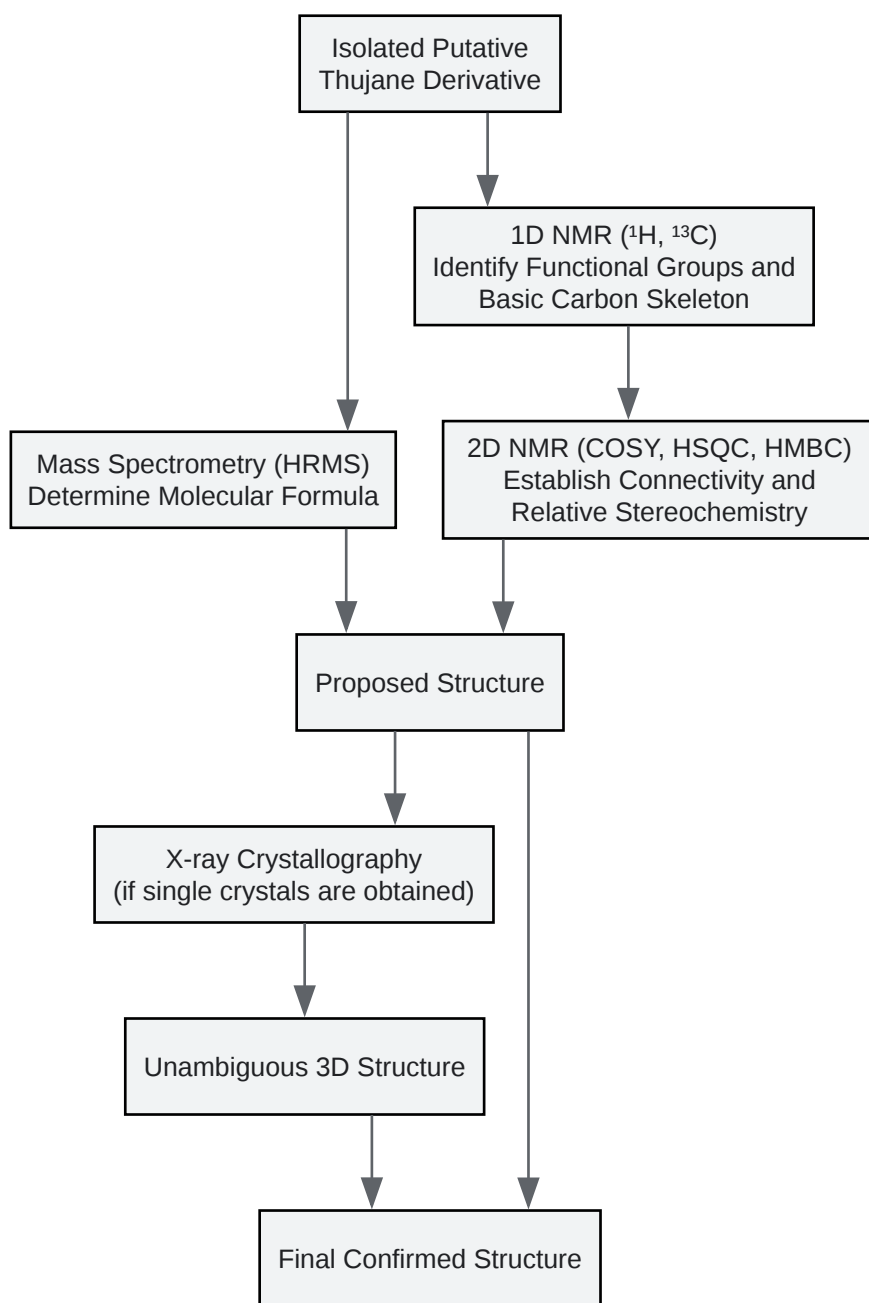 Isolated Putative
Thujane Derivative
1D NMR (¹H, ¹³C)
Identify Functional Groups and
Basic Carbon Skeleton
Mass Spectrometry (HRMS)
Determine Molecular Formula
2D NMR (COSY, HSQC, HMBC)
Establish Connectivity and
Relative Stereochemistry
Proposed Structure
X-ray Crystallography
(if single crystals are obtained)
Unambiguous 3D Structure
Final Confirmed Structure